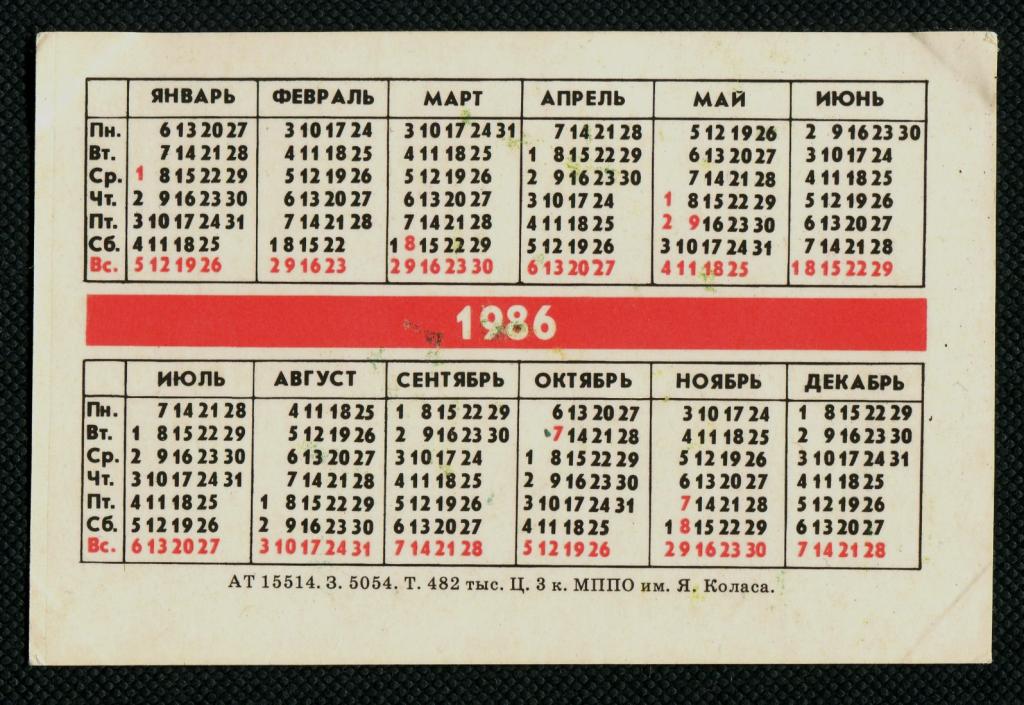 ЯНВАРЬ ФЕВРАЛЬ МАРТ АПРЕЛЬ МАЙ ИЮНЬ
Пн. 6 13 20 27 3 10 17 24 3 10 17 24 31 7 14 21 28 5 12 19 26 2 9 16 23 30
Вт. 7 14 21 28 4 11 18 25 4 11 18 25 1 8 15 22 29 6 13 20 27 3 10 17 24
Ср. 1 8 15 22 29 5 12 19 26 5 12 19 26 2 9 16 23 30 7 14 21 28 4 11 18 25
Чт. 2 9 16 23 30 6 13 20 27 6 13 20 27 3 10 17 24 1 8 15 22 29 5 12 19 26
Пт. 3 10 17 24 31 7 14 21 28 7 14 21 28 4 11 18 25 2 9 16 23 30 6 13 20 27
Сб. 4 11 18 25 1 8 15 22 1 8 15 22 29 5 12 19 26 3 10 17 24 31 7 14 21 28
Вс. 5 12 19 26 2 9 16 23 2 9 16 23 30 6 13 20 27 4 11 18 25 1 8 15 22 29
1986
ИЮЛЬ АВГУСТ СЕНТЯБРЬ ОКТЯБРЬ НОЯБРЬ ДЕКАБРЬ
Пн. 7 14 21 28 4 11 18 25 1 8 15 22 29 6 13 20 27 3 10 17 24 1 8 15 22 29
Вт. 1 8 15 22 29 5 12 19 26 2 9 16 23 30 7 14 21 28 4 11 18 25 2 9 16 23 30
Ср. 2 9 16 23 30 6 13 20 27 3 10 17 24 1 8 15 22 29 5 12 19 26 3 10 17 24 31
Чт. 3 10 17 24 31 7 14 21 28 4 11 18 25 2 9 16 23 30 6 13 20 27 4 11 18 25
Пт. 4 11 18 25 1 8 15 22 29 5 12 19 26 3 10 17 24 31 7 14 21 28 5 12 19 26
Сб. 5 12 19 26 2 9 16 23 30 6 13 20 27 4 11 18 25 1 8 15 22 29 6 13 20 27
Вс. 6 13 20 27 3 10 17 24 31 7 14 21 28 5 12 19 26 2 9 16 23 30 7 14 21 28
АТ 15514. З. 5054. Т. 482 тыс. Ц. 3 к. МППО им. Я. Коласа.